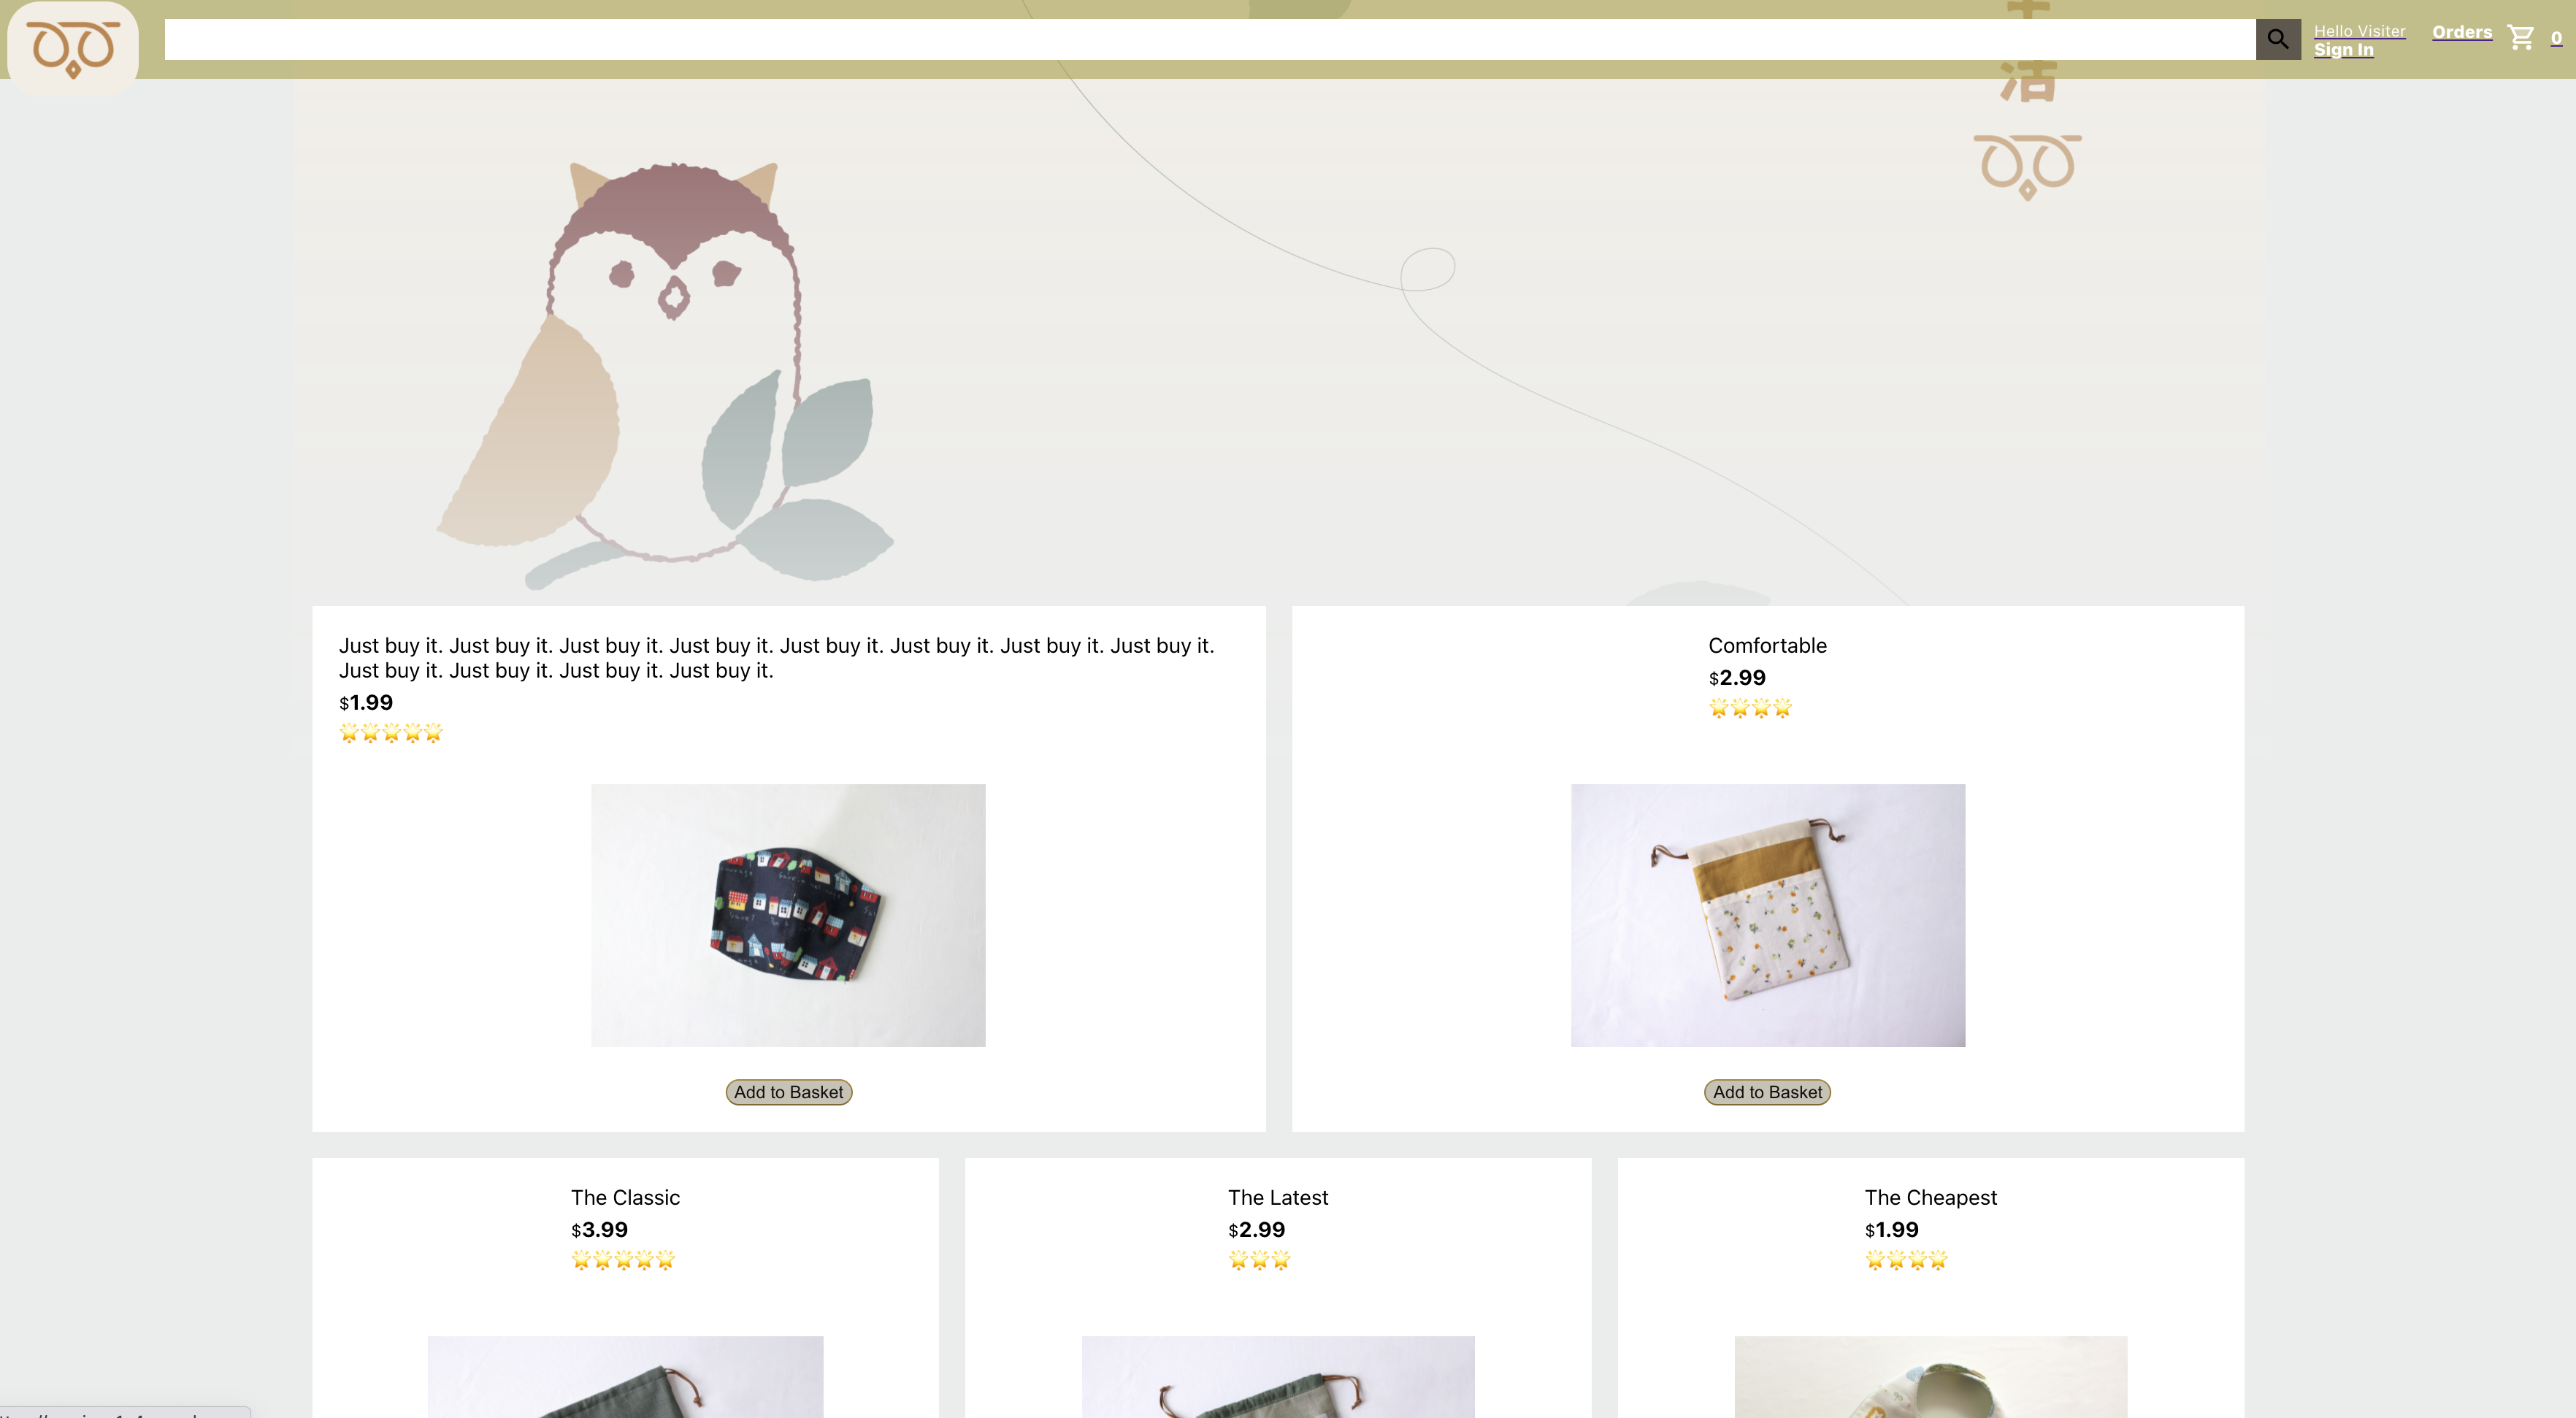 Hello Visiter
Sign In
Orders
0
洁
Just buy it. Just buy it. Just buy it. Just buy it. Just buy it. Just buy it. Just buy it. Just buy it.
Just buy it. Just buy it. Just buy it. Just buy it.
$1.99
Comfortable
$2.99
Add to Basket
Add to Basket
The Classic
$3.99
The Latest
$2.99
The Cheapest
$1.99